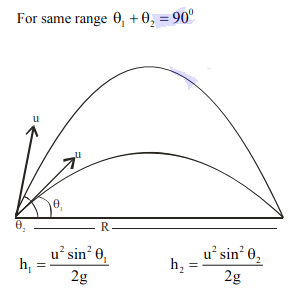 For same range θ₁ + θ₂ = 90⁰
u
u
θ₁
θ₂
R
h₁ = u² sin² θ₁ / 2g
h₂ = u² sin² θ₂ / 2g